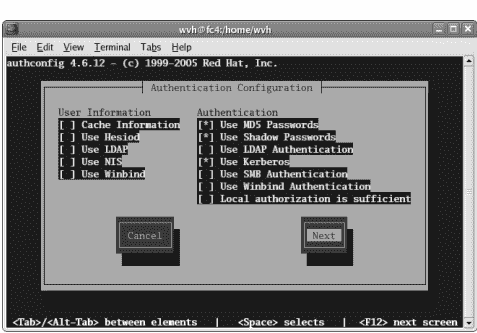 wvh@fc4:/home/wvh
File Edit View Terminal Tabs Help
authconfig 4.6.12 - (c) 1999-2005 Red Hat, Inc.
Authentication Configuration
User Information
[ ] Cache Information
[ ] Use Hesiod
[ ] Use LDAP
[ ] Use NIS
[ ] Use Winbind
Authentication
[*] Use MD5 Passwords
[*] Use Shadow Passwords
[ ] Use LDAP Authentication
[*] Use Kerberos
[ ] Use SMB Authentication
[ ] Use Winbind Authentication
[ ] Local authorization is sufficient
Cancel
Next
<Tab>/<Alt-Tab> between elements | <Space> selects | <F12> next screen